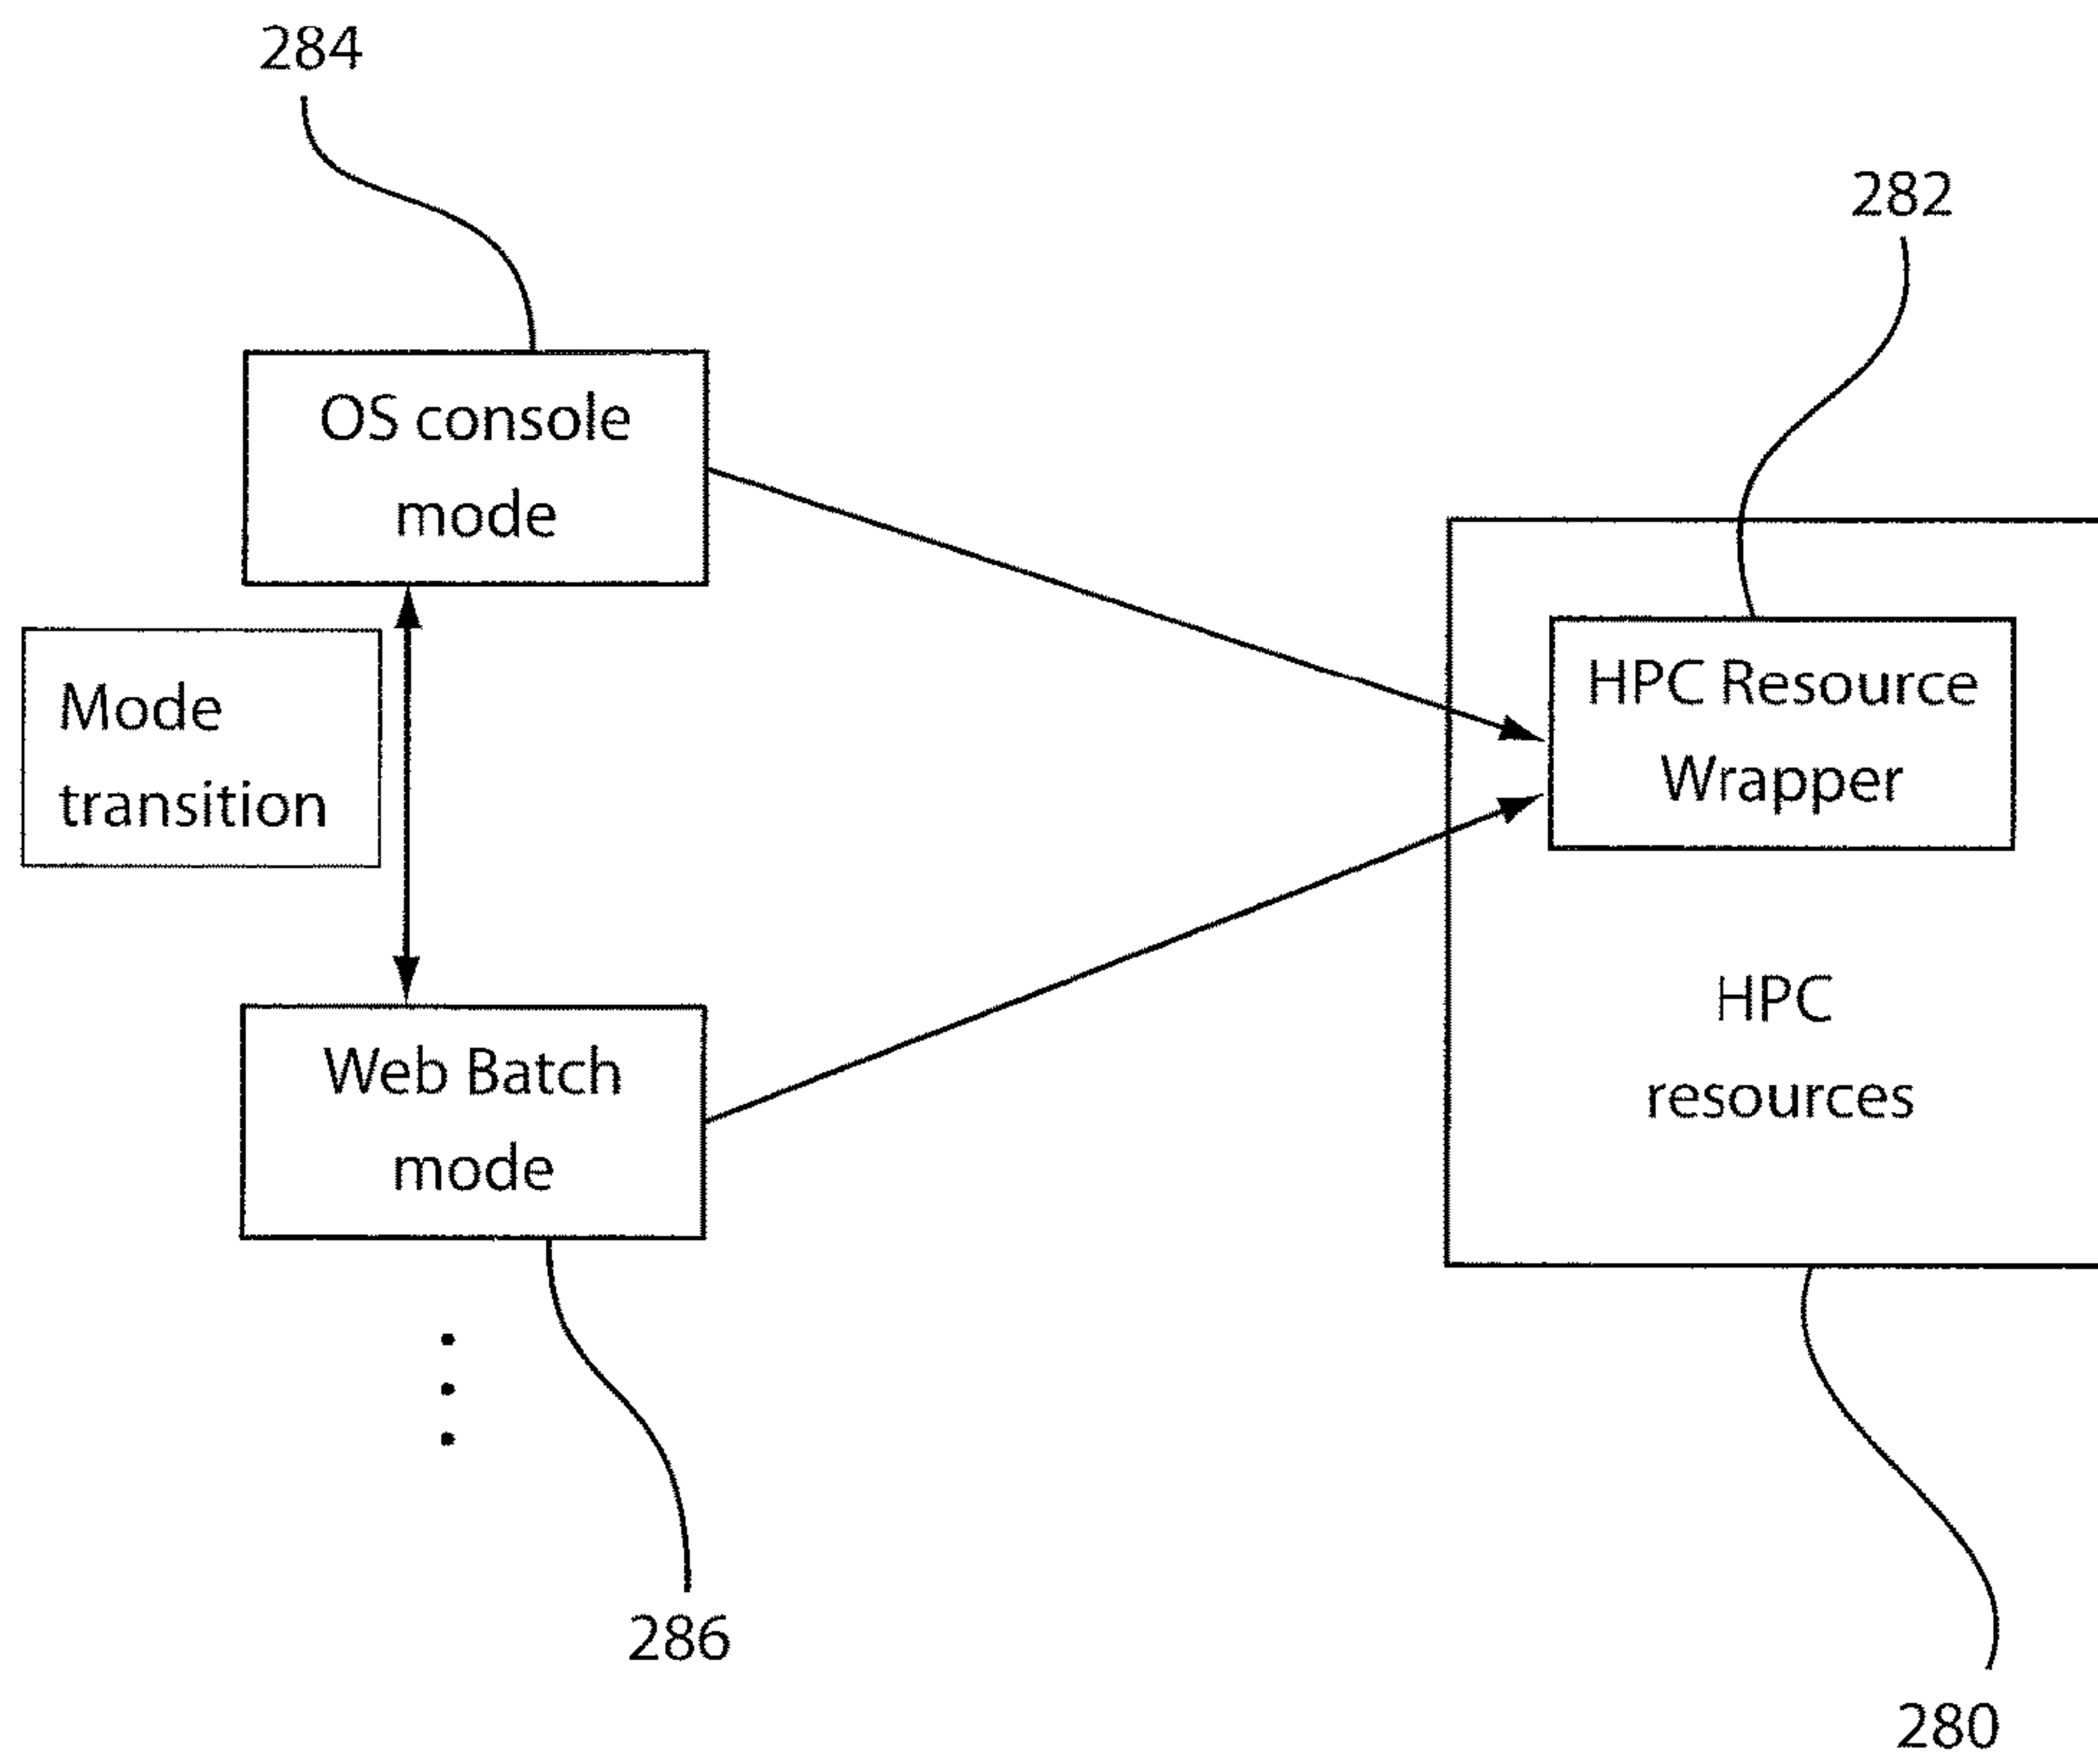 284
282
OS console
mode
HPC Resource
Wrapper
Mode
transition
HPC
resources
Web Batch
mode
286
280